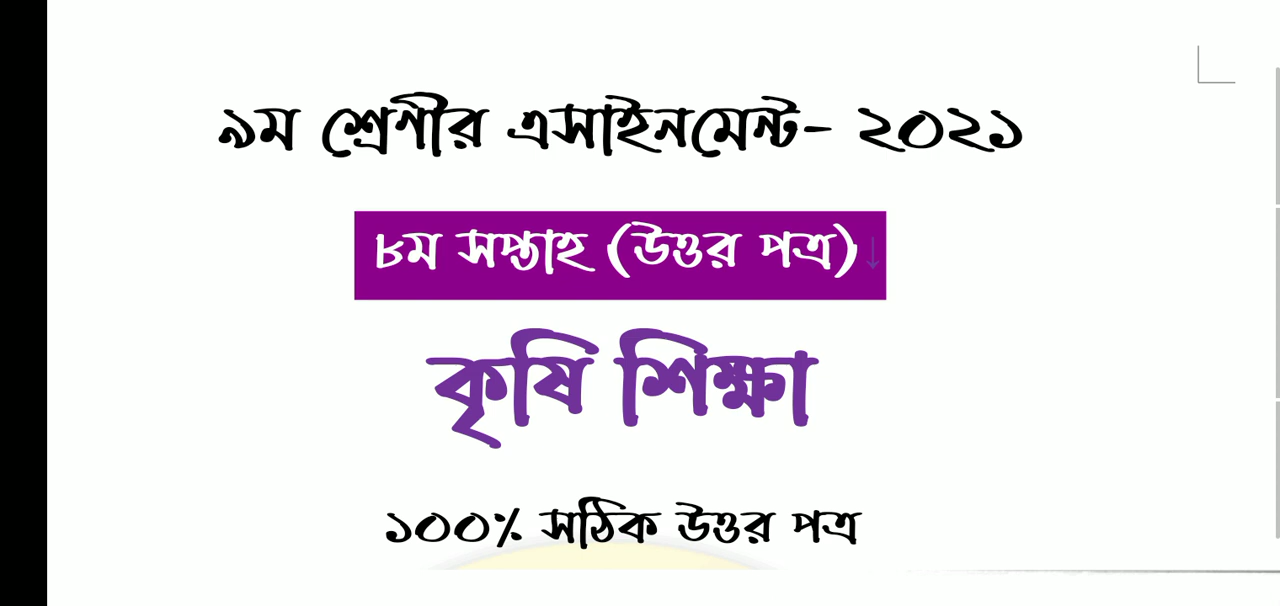 ৯ম শ্রেণীর এসাইনমেন্ট- ২০২১
৮ম সপ্তাহ (উত্তর পত্র)↓
কৃষি শিক্ষা
১০০% সঠিক উত্তর পত্র